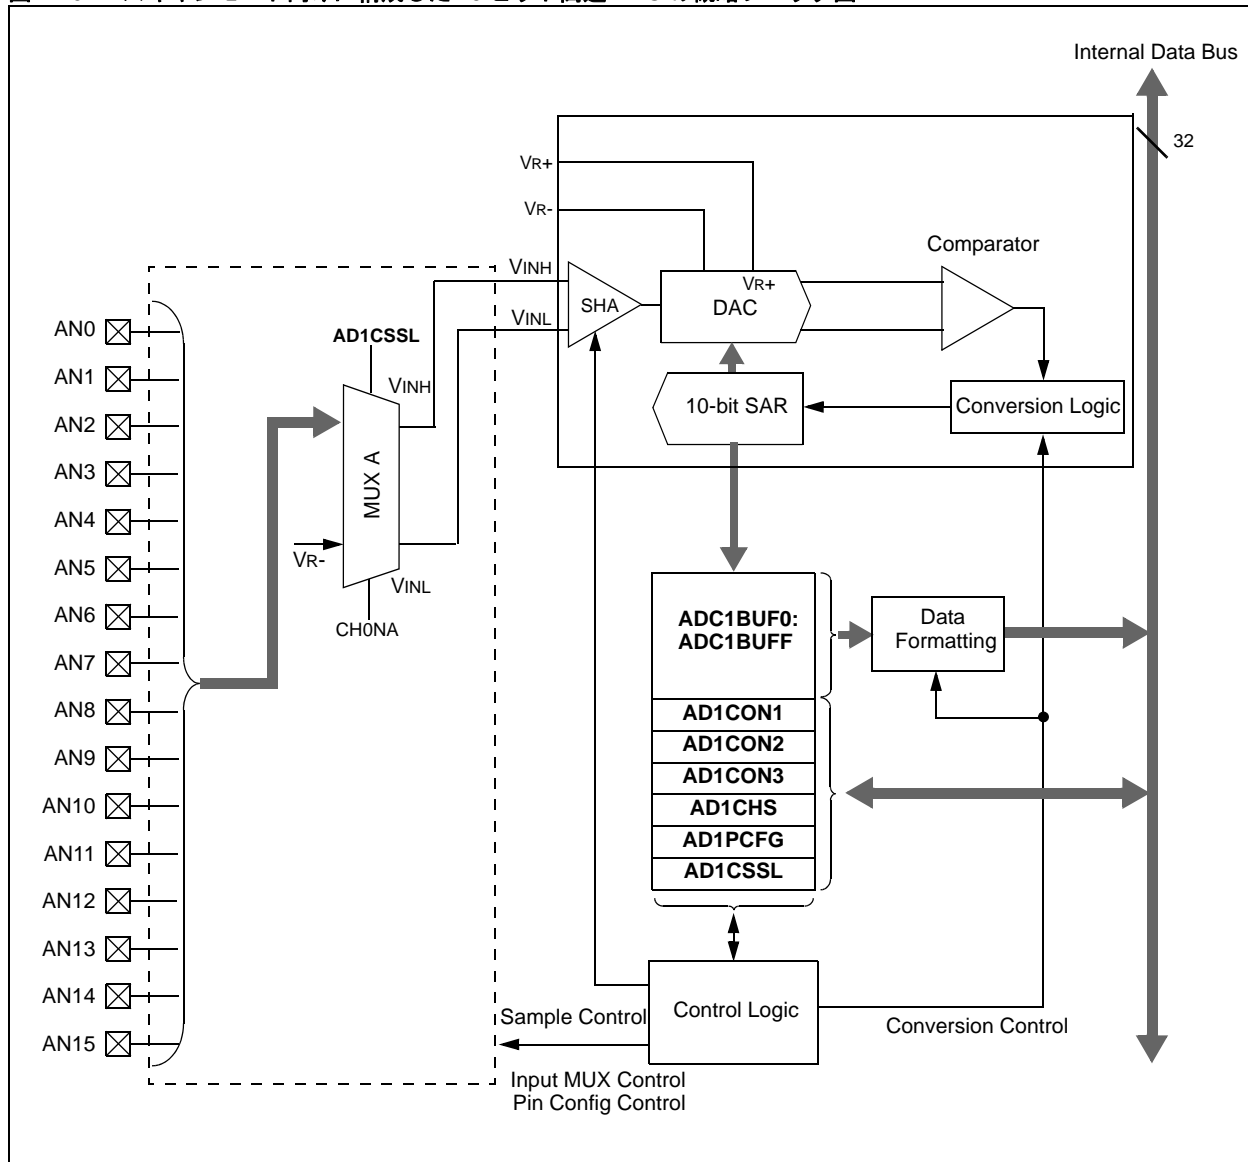 Internal Data Bus
32
VR+
VR-
Comparator
VINH
VINL
SHA
VR+
DAC
AN0
AN1
AN2
AN3
AN4
AN5
AN6
AN7
AN8
AN9
AN10
AN11
AN12
AN13
AN14
AN15
AD1CSSL
VINH
MUX A
VR-
VINL
CH0NA
10-bit SAR
Conversion Logic
ADC1BUF0:
ADC1BUFF
Data
Formatting
AD1CON1
AD1CON2
AD1CON3
AD1CHS
AD1PCFG
AD1CSSL
Control Logic
Sample Control
Conversion Control
Input MUX Control
Pin Config Control